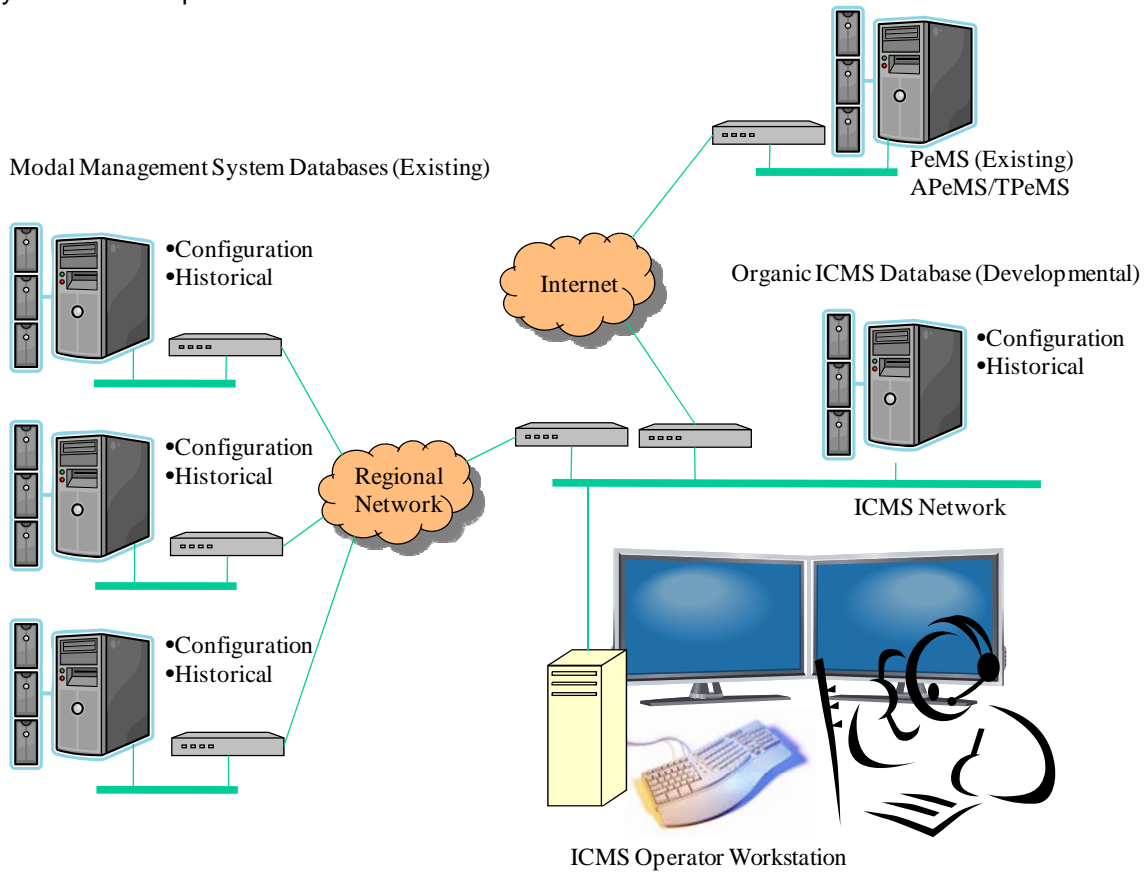 PeMS (Existing)
APeMS/TPeMS
Modal Management System Databases (Existing)
•Configuration
•Historical
Internet
Organic ICMS Database (Developmental)
•Configuration
•Historical
•Configuration
•Historical
Regional
Network
ICMS Network
•Configuration
•Historical
ICMS Operator Workstation